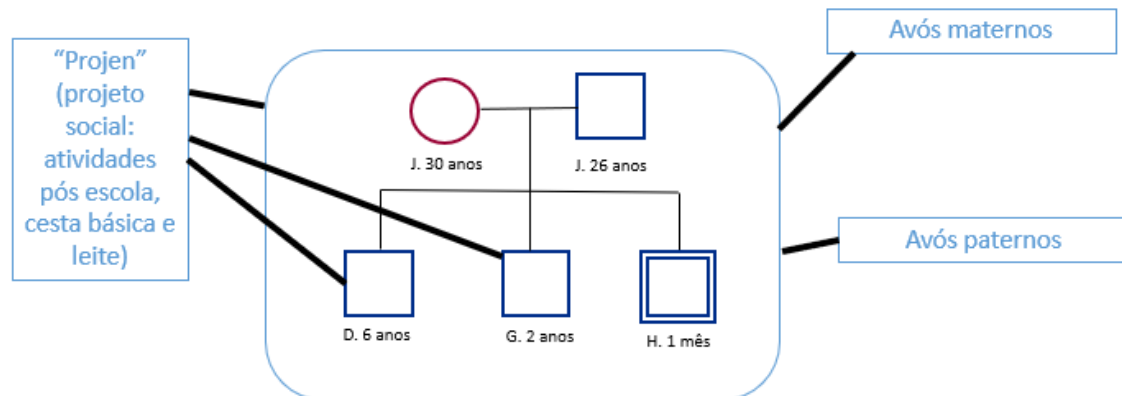 Avós maternos
“Projen”
(projeto
social:
atividades
pós escola,
cesta básica e
leite)
J. 30 anos
J. 26 anos
Avós paternos
D. 6 anos
G. 2 anos
H. 1 mês